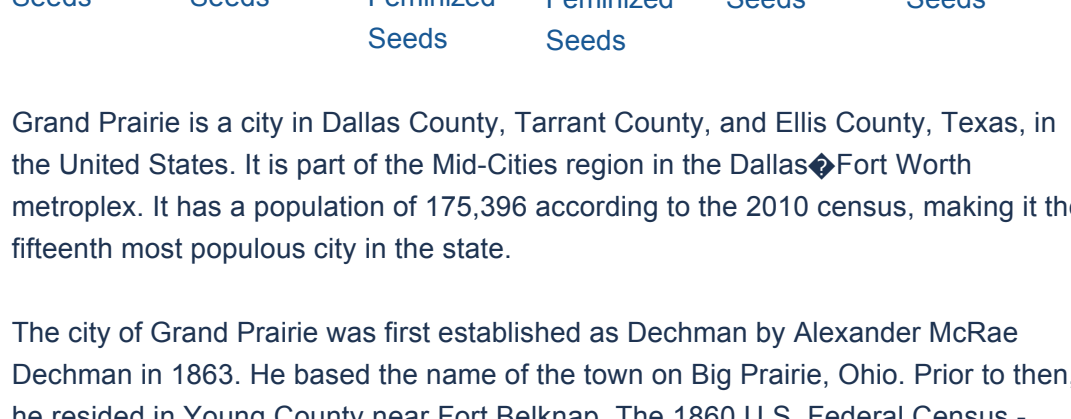 Seeds Seeds Feminized Feminized Seeds Seeds
Seeds Seeds
Grand Prairie is a city in Dallas County, Tarrant County, and Ellis County, Texas, in
the United States. It is part of the Mid-Cities region in the Dallas�Fort Worth
metroplex. It has a population of 175,396 according to the 2010 census, making it the
fifteenth most populous city in the state.
The city of Grand Prairie was first established as Dechman by Alexander McRae
Dechman in 1863. He based the name of the town on Big Prairie, Ohio. Prior to then,
he resided in Young County near Fort Belknap. The 1860 U.S. Federal Census -